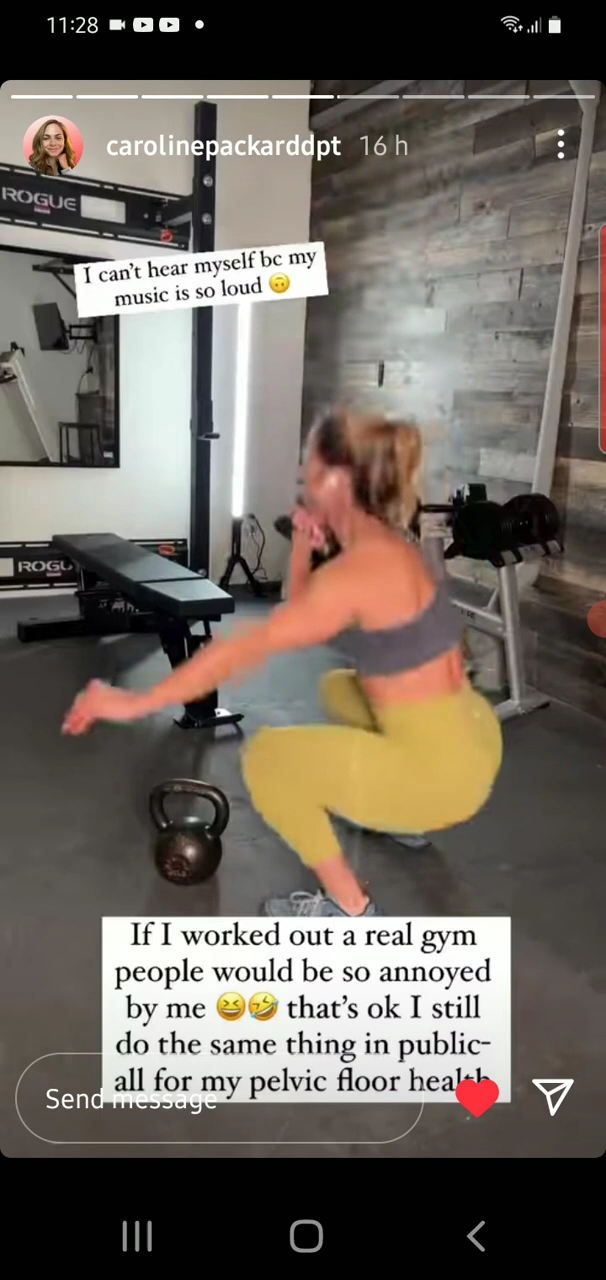 11:28
carolinepackarddpt 16 h
ROGUE
I can't hear myself bc my
music is so loud 🙃
ROGU
If I worked out a real gym
people would be so annoyed
by me 😆🤣 that's ok I still
do the same thing in public-
all for my pelvic floor health
Send message